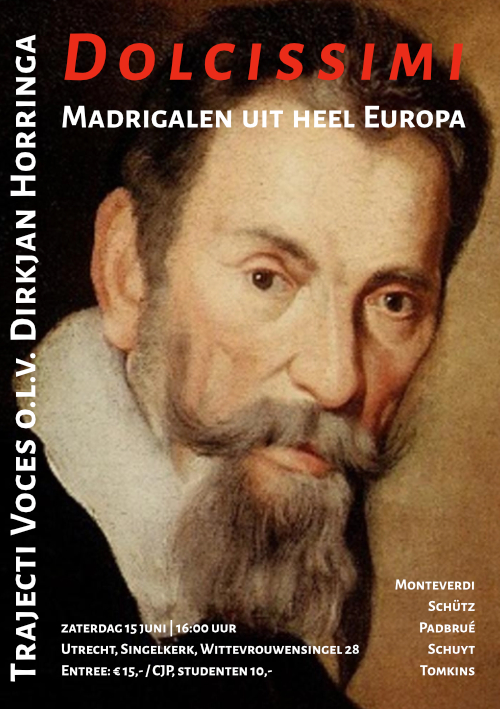 Dolcissimi
Madrigalen uit heel Europa
Trajecti Voces o.l.v. Dirkjan Horringa
zaterdag 15 juni | 16:00 uur
Utrecht, Singelkerk, Wittevrouwensingel 28
Entree: € 15,- / CJP, studenten 10,-
Monteverdi
Schütz
Padbrué
Schuyt
Tomkins